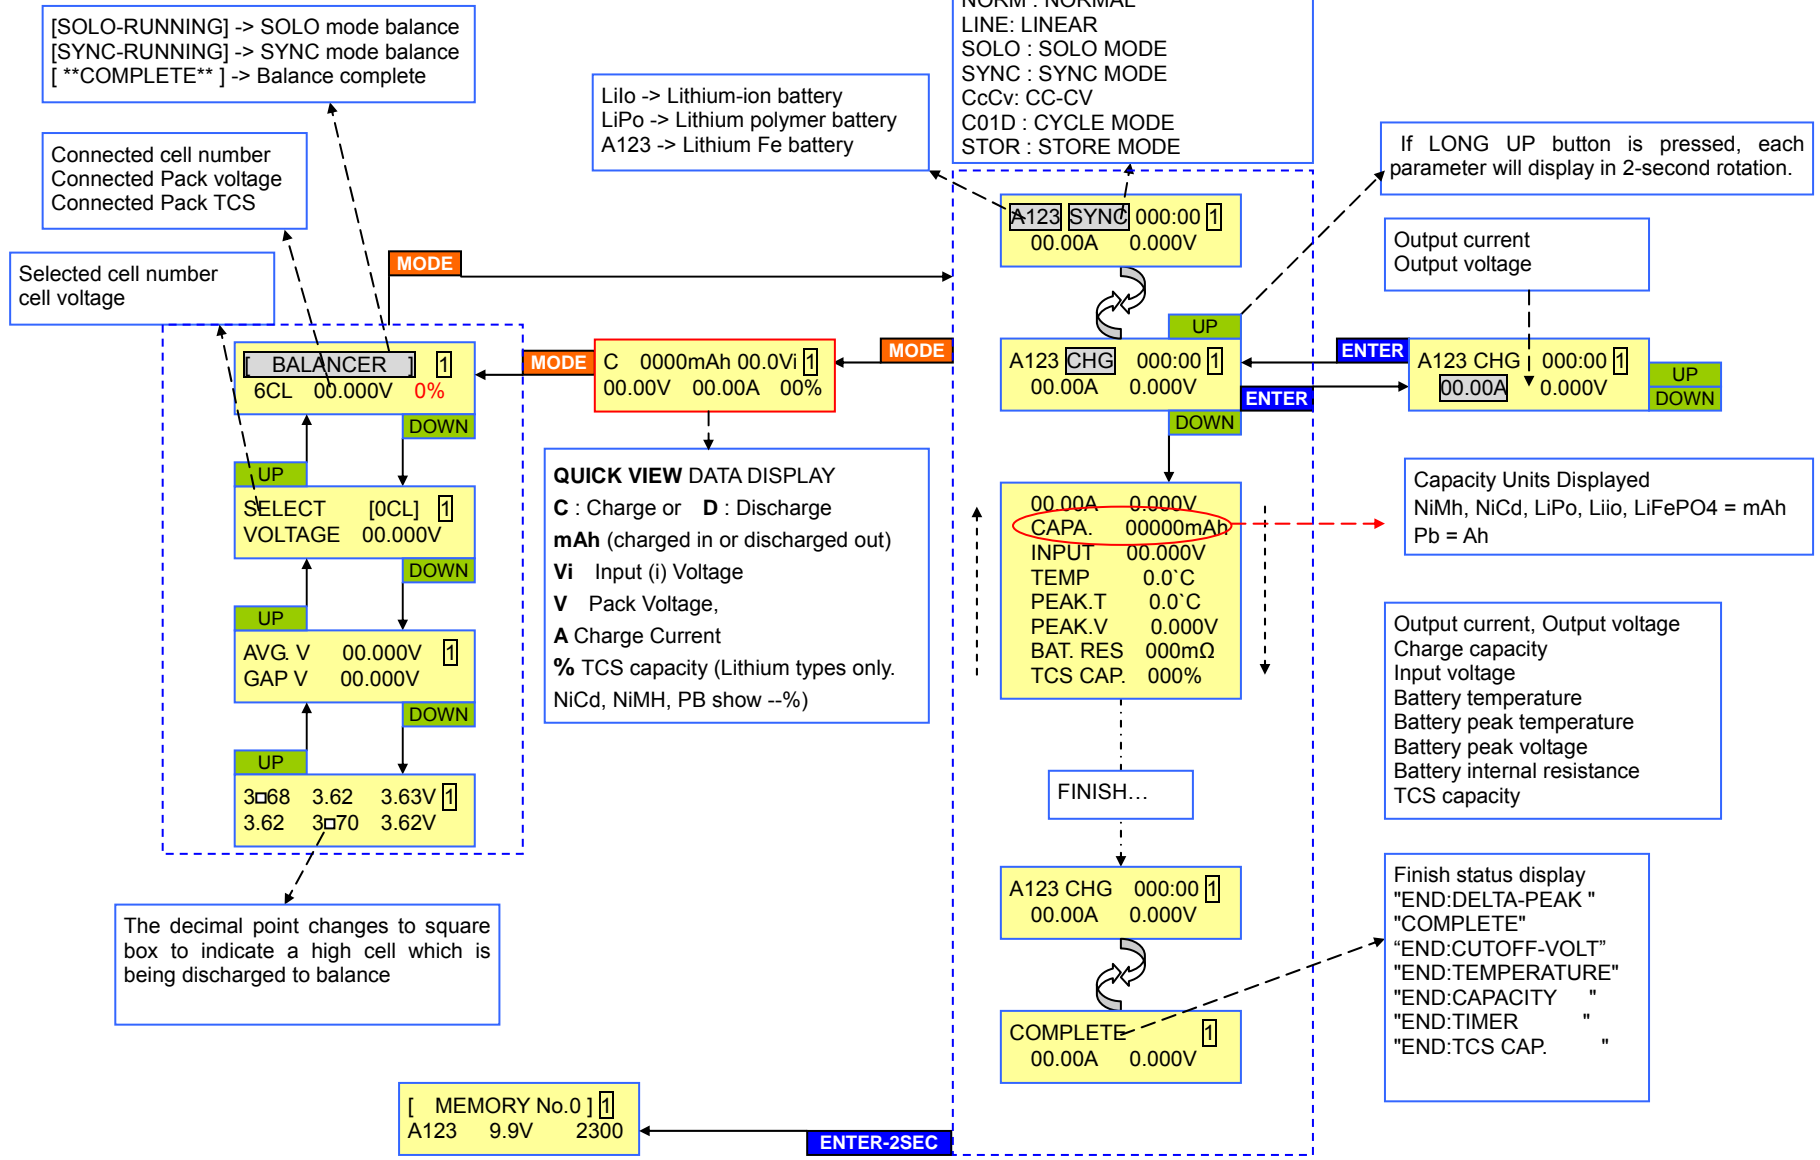 [SOLO-RUNNING] -> SOLO mode balance
[SYNC-RUNNING] -> SYNC mode balance
[ **COMPLETE** ] -> Balance complete
Connected cell number
Connected Pack voltage
Connected Pack TCS
Selected cell number
cell voltage
LiIo -> Lithium-ion battery
LiPo -> Lithium polymer battery
A123 -> Lithium Fe battery
NORM : NORMAL
LINE: LINEAR
SOLO : SOLO MODE
SYNC : SYNC MODE
CcCv: CC-CV
C01D : CYCLE MODE
STOR : STORE MODE
If LONG UP button is pressed, each
parameter will display in 2-second rotation.
Output current
Output voltage
MODE
A123 SYNC 000:00 1
00.00A 0.000V
UP
A123 CHG 000:00 1
00.00A 0.000V
DOWN
ENTER
ENTER
A123 CHG 000:00 1
00.00A 0.000V
UP
DOWN
MODE
C 0000mAh 00.0Vi 1
00.00V 00.00A 00%
MODE
[ BALANCER ] 1
6CL 00.000V 0%
DOWN
UP
SELECT [0CL] 1
VOLTAGE 00.000V
DOWN
UP
AVG. V 00.000V 1
GAP V 00.000V
DOWN
UP
3□68 3.62 3.63V 1
3.62 3□70 3.62V
The decimal point changes to square
box to indicate a high cell which is
being discharged to balance
QUICK VIEW DATA DISPLAY
C : Charge or D : Discharge
mAh (charged in or discharged out)
Vi Input (i) Voltage
V Pack Voltage,
A Charge Current
% TCS capacity (Lithium types only.
NiCd, NiMH, PB show --%)
00.00A 0.000V
CAPA. 00000mAh
INPUT 00.000V
TEMP 0.0`C
PEAK.T 0.0`C
PEAK.V 0.000V
BAT. RES 000mΩ
TCS CAP. 000%
Capacity Units Displayed
NiMh, NiCd, LiPo, Liio, LiFePO4 = mAh
Pb = Ah
Output current, Output voltage
Charge capacity
Input voltage
Battery temperature
Battery peak temperature
Battery peak voltage
Battery internal resistance
TCS capacity
FINISH…
A123 CHG 000:00 1
00.00A 0.000V
COMPLETE 1
00.00A 0.000V
Finish status display
"END:DELTA-PEAK "
"COMPLETE"
“END:CUTOFF-VOLT”
"END:TEMPERATURE"
"END:CAPACITY "
"END:TIMER "
"END:TCS CAP. "
[ MEMORY No.0 ] 1
A123 9.9V 2300
ENTER-2SEC